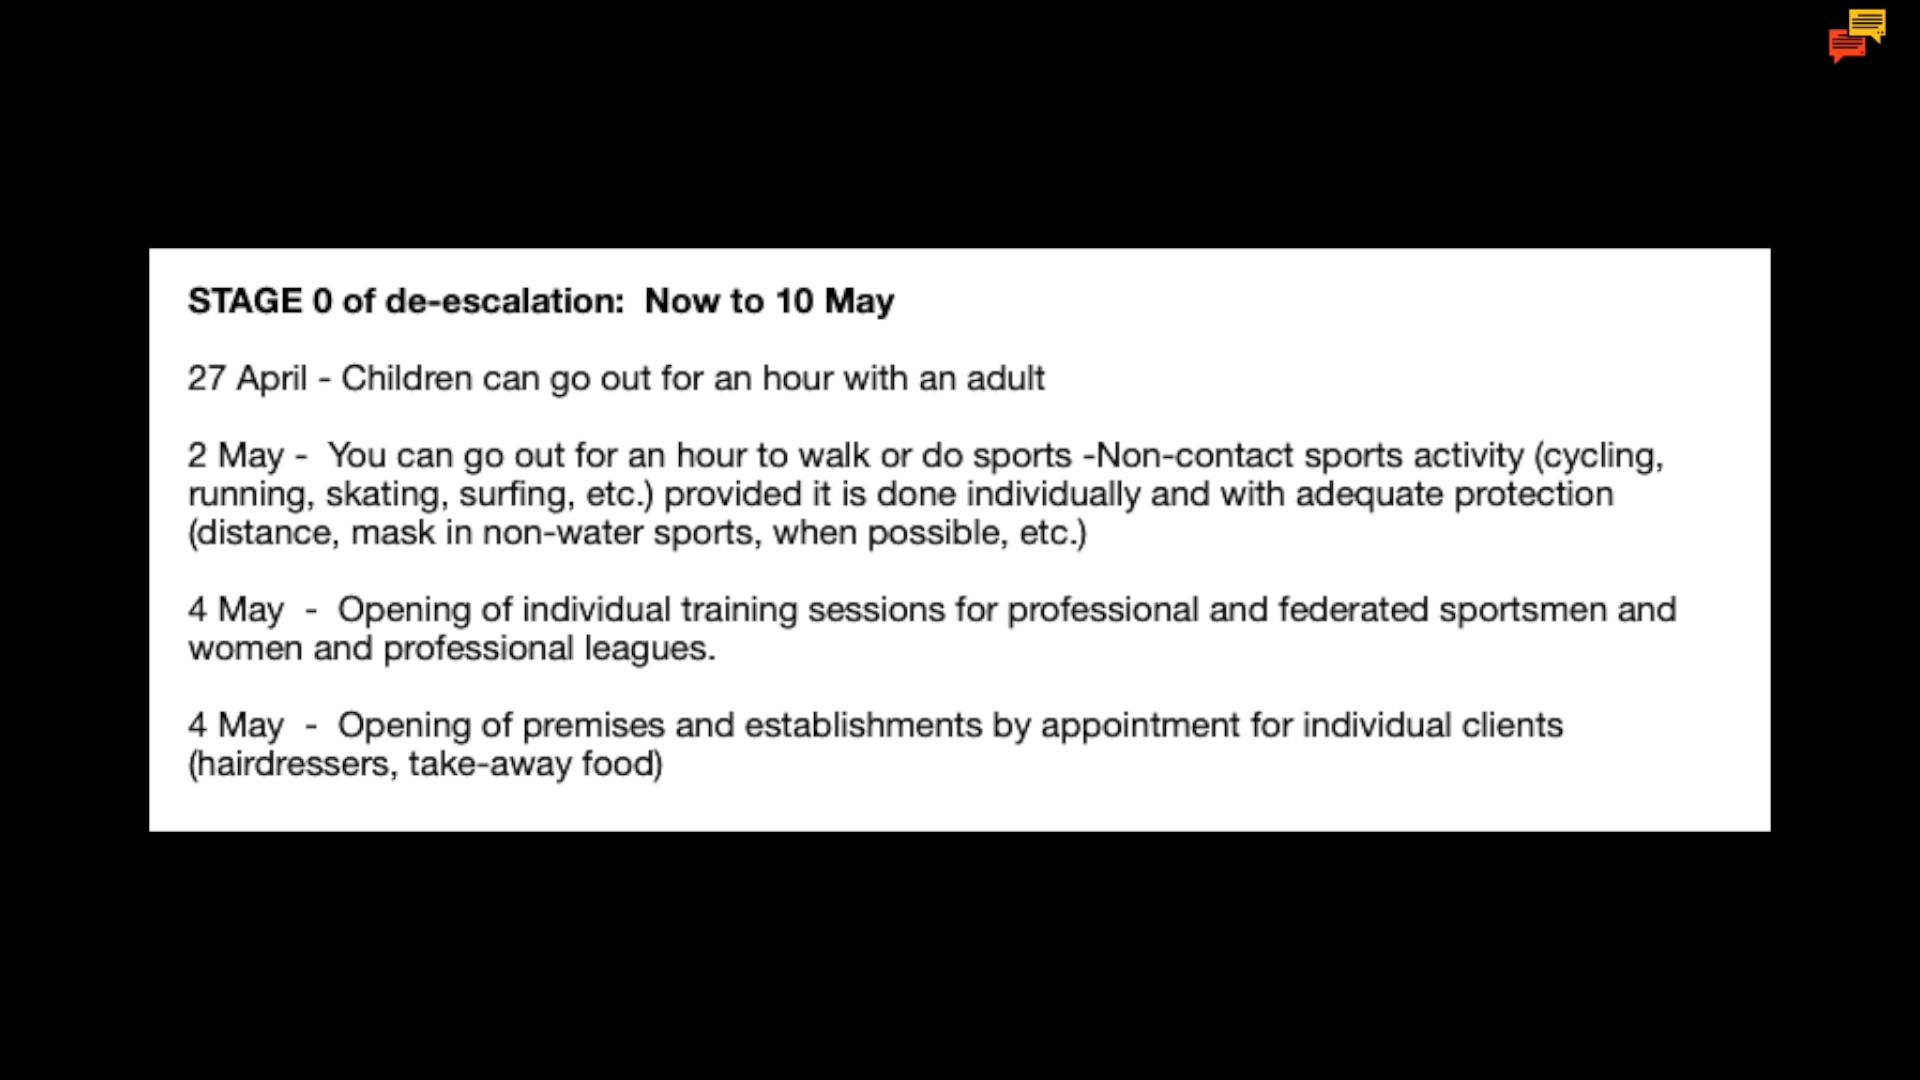 STAGE 0 of de-escalation:  Now to 10 May
27 April - Children can go out for an hour with an adult
2 May -  You can go out for an hour to walk or do sports -Non-contact sports activity (cycling,
running, skating, surfing, etc.) provided it is done individually and with adequate protection
(distance, mask in non-water sports, when possible, etc.)
4 May  -  Opening of individual training sessions for professional and federated sportsmen and
women and professional leagues.
4 May  -  Opening of premises and establishments by appointment for individual clients
(hairdressers, take-away food)